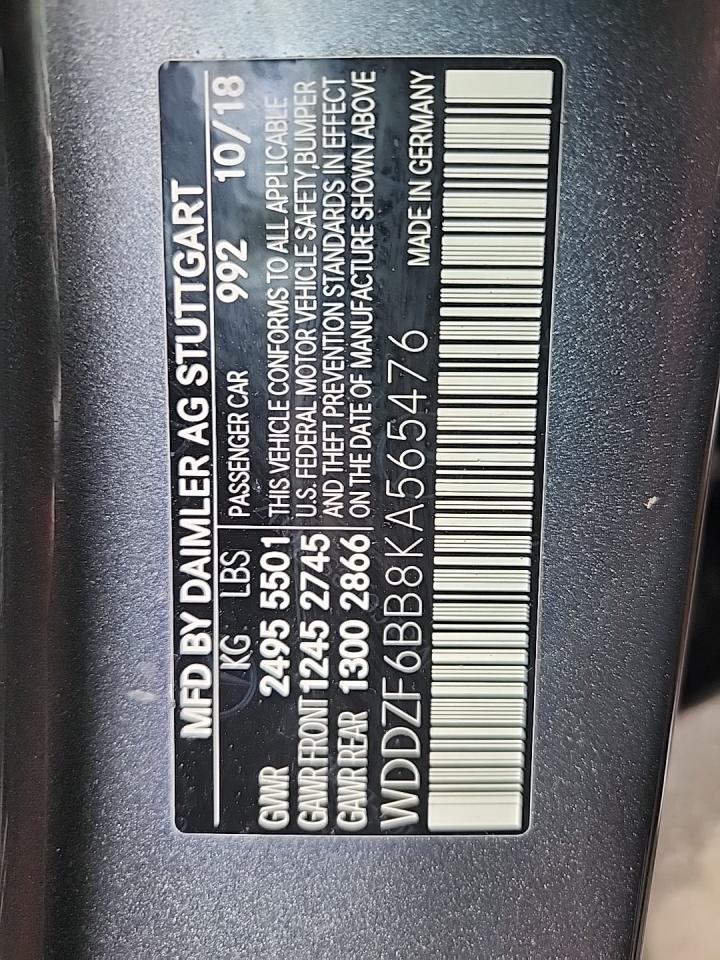 MFD BY DAIMLER AG STUTTGART
KG LBS PASSENGER CAR 992 10/18
GVWR 2495 5501 THIS VEHICLE CONFORMS TO ALL APPLICABLE
GAWR FRONT 1245 2745 U.S. FEDERAL MOTOR VEHICLE SAFETY,BUMPER
GAWR REAR 1300 2866 AND THEFT PREVENTION STANDARDS IN EFFECT
ON THE DATE OF MANUFACTURE SHOWN ABOVE
WDDZF6BB8KA565476 MADE IN GERMANY